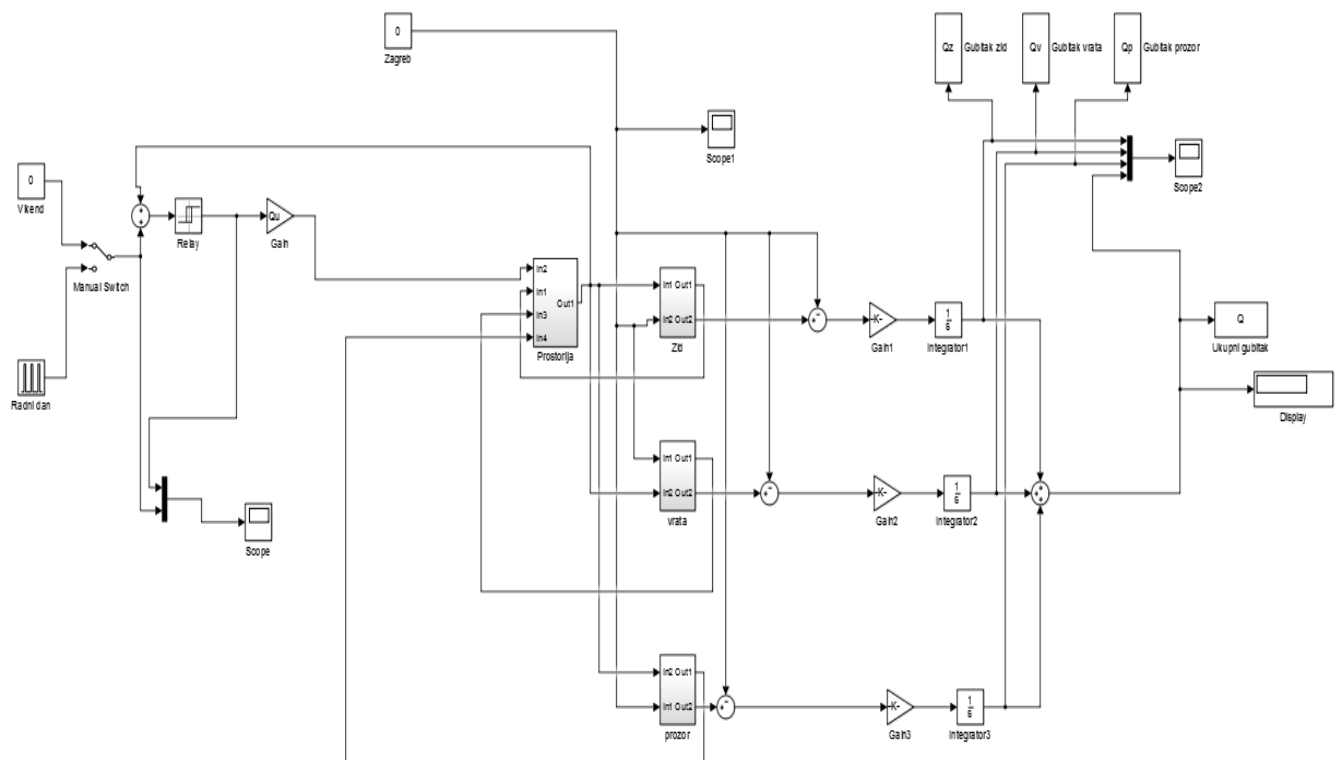 Qz Gubitak zid
Qv Gubitak vrata
Qp Gubitak prozor
0
Zagreb
Scope1
Scope2
0
Vikend
+
+
Relay
Qu
Gain
Manual Switch
Radni dan
Scope
In2
In1
In3
In4
Out1
Prostorija
In1 Out1
In2 Out2
Zid
+
-
-K-
Gain1
1
s
Integrator1
Q
Ukupni gubitak
Display
In1 Out1
In2 Out2
vrata
+
-
-K-
Gain2
1
s
Integrator2
+
+
+
In2 Out1
In1 Out2
prozor
+
-
-K-
Gain3
1
s
Integrator3